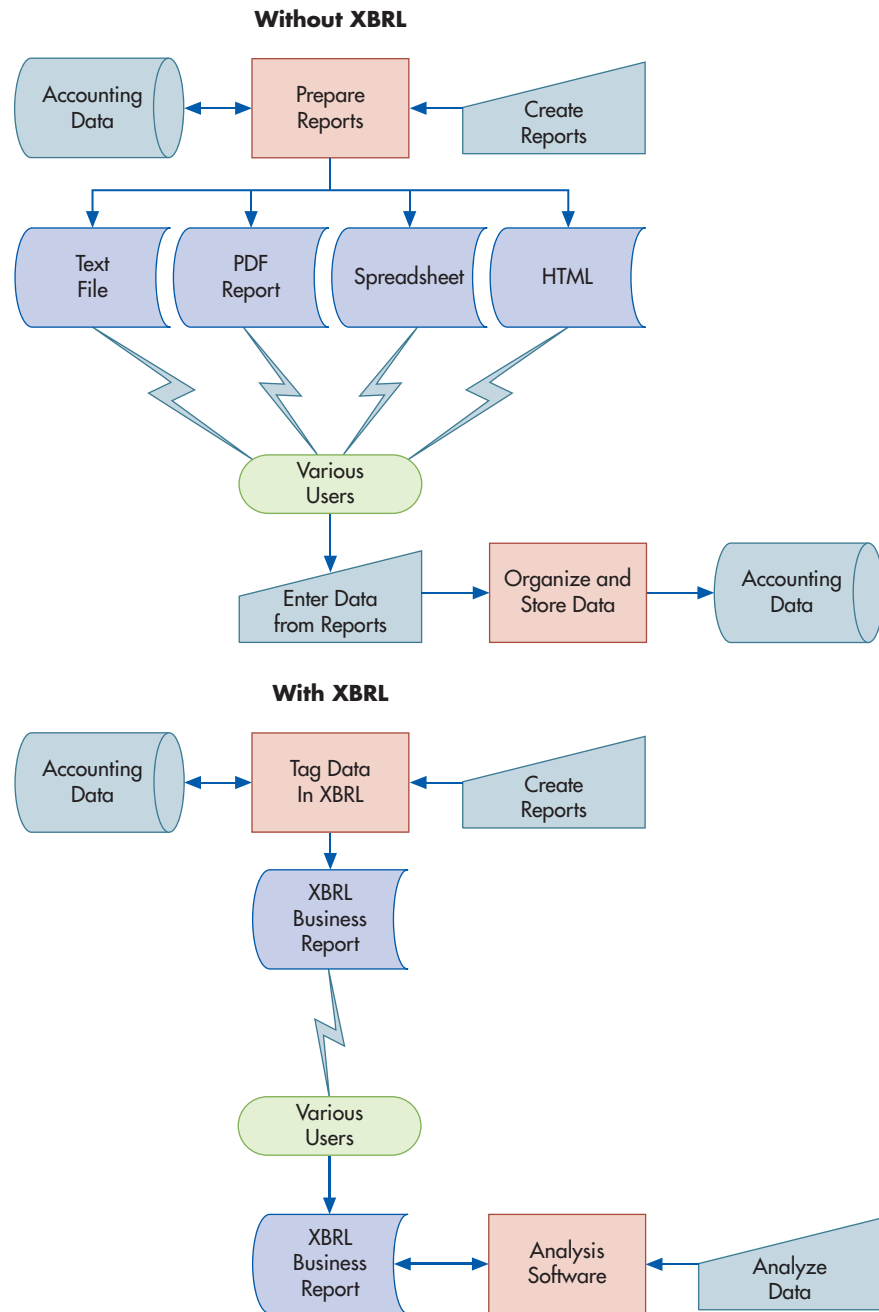 Without XBRL
Accounting
Data
Prepare
Reports
Create
Reports
Text
File
PDF
Report
Spreadsheet
HTML
Various
Users
Enter Data
from Reports
Organize and
Store Data
Accounting
Data
With XBRL
Accounting
Data
Tag Data
In XBRL
Create
Reports
XBRL
Business
Report
Various
Users
XBRL
Business
Report
Analysis
Software
Analyze
Data